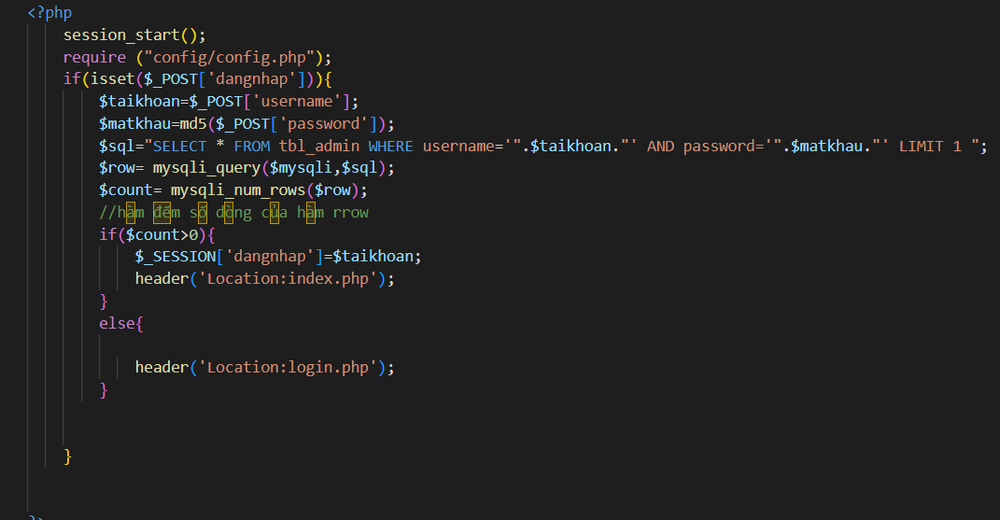 <?php
session_start();
require ("config/config.php");
if(isset($_POST['dangnhap'])){
$taikhoan=$_POST['username'];
$matkhau=md5($_POST['password']);
$sql="SELECT * FROM tbl_admin WHERE username='".$taikhoan."' AND password='".$matkhau."' LIMIT 1 ";
$row= mysqli_query($mysqli,$sql);
$count= mysqli_num_rows($row);
//hàm đếm số dòng của hàm rrow
if($count>0){
$_SESSION['dangnhap']=$taikhoan;
header('Location:index.php');
}
else{
header('Location:login.php');
}
}